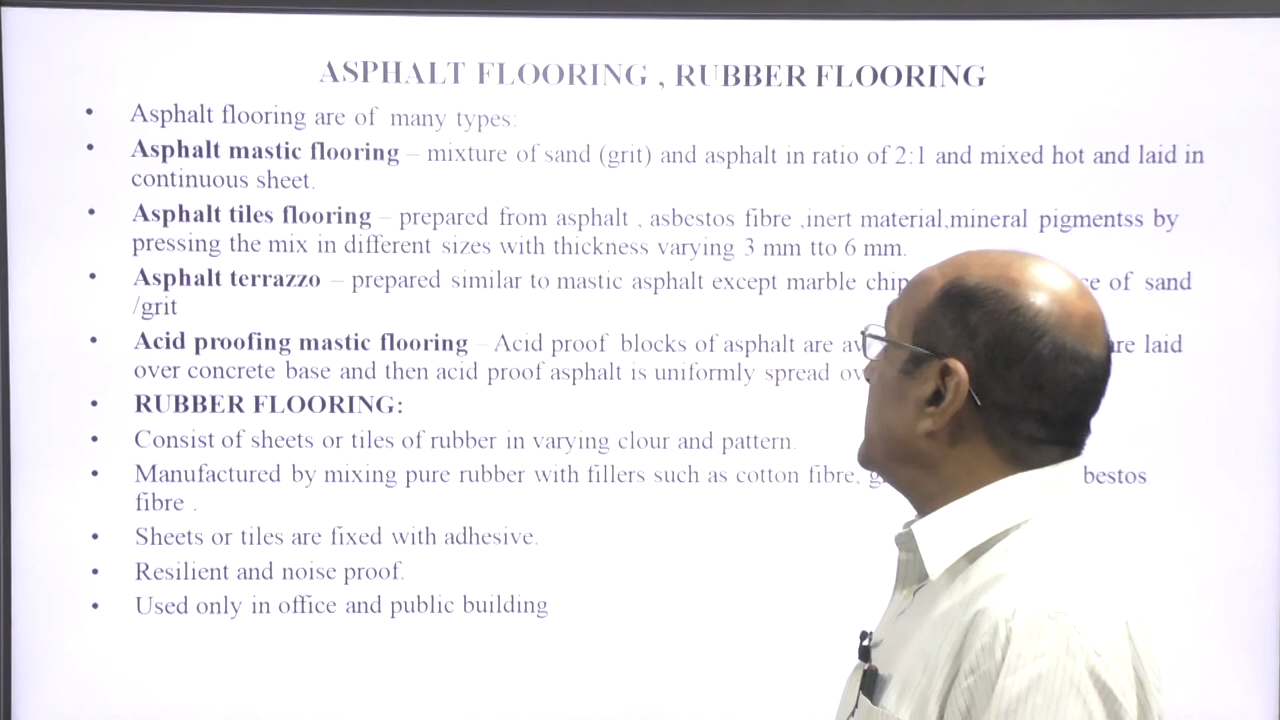 ASPHALT FLOORING , RUBBER FLOORING
• Asphalt flooring are of many types:
• Asphalt mastic flooring – mixture of sand (grit) and asphalt in ratio of 2:1 and mixed hot and laid in
continuous sheet.
• Asphalt tiles flooring – prepared from asphalt , asbestos fibre ,inert material,mineral pigmentss by
pressing the mix in different sizes with thickness varying 3 mm tto 6 mm.
• Asphalt terrazzo – prepared similar to mastic asphalt except marble of sand
/grit
• Acid proofing mastic flooring – Acid proof blocks of asphalt are laid
over concrete base and then acid proof asphalt is uniformly spread
• RUBBER FLOORING:
• Consist of sheets or tiles of rubber in varying clour and pattern.
• Manufactured by mixing pure rubber with fillers such as cotton fibre, bestos
fibre .
• Sheets or tiles are fixed with adhesive.
• Resilient and noise proof.
• Used only in office and public building